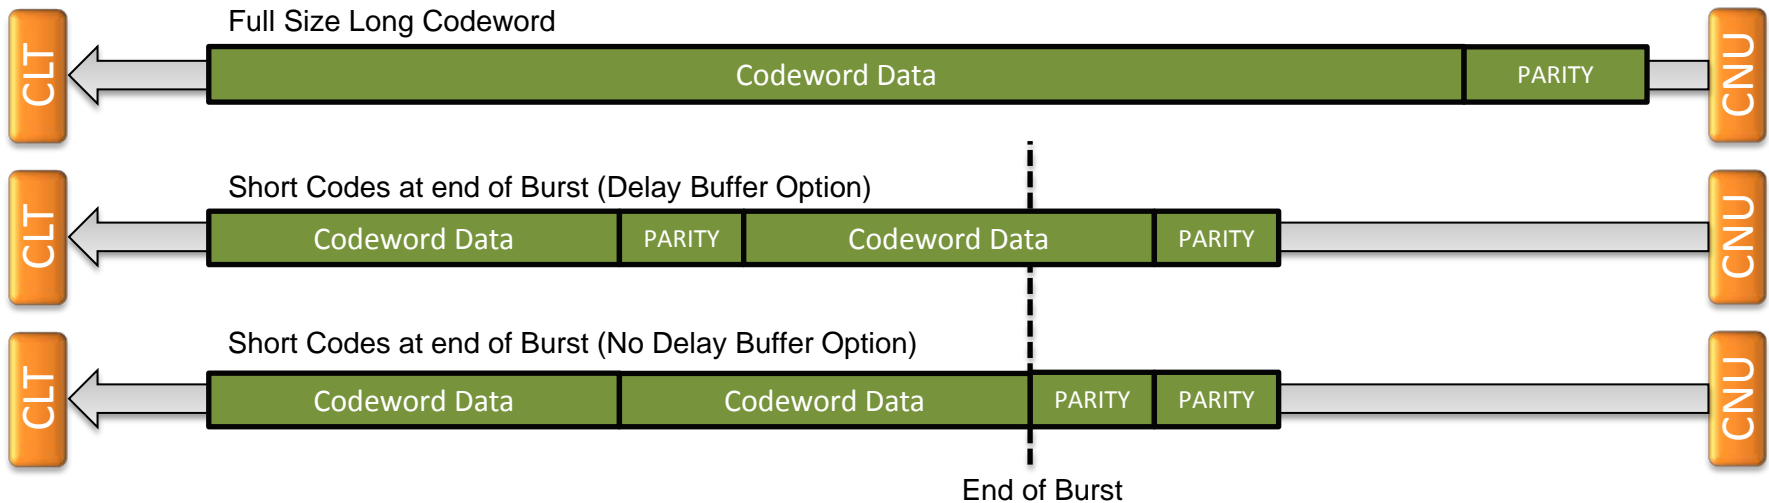 Full Size Long Codeword
CLT
Codeword Data
PARITY
CNU
Short Codes at end of Burst (Delay Buffer Option)
CLT
Codeword Data
PARITY
Codeword Data
PARITY
CNU
Short Codes at end of Burst (No Delay Buffer Option)
CLT
Codeword Data
Codeword Data
PARITY
PARITY
CNU
End of Burst